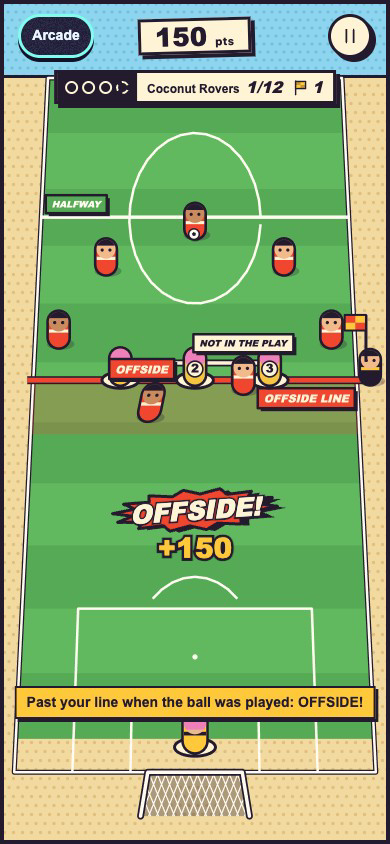 Arcade
150 pts
Coconut Rovers 1/12 1
HALFWAY
NOT IN THE PLAY
OFFSIDE
2
3
OFFSIDE LINE
OFFSIDE!
+150
Past your line when the ball was played: OFFSIDE!